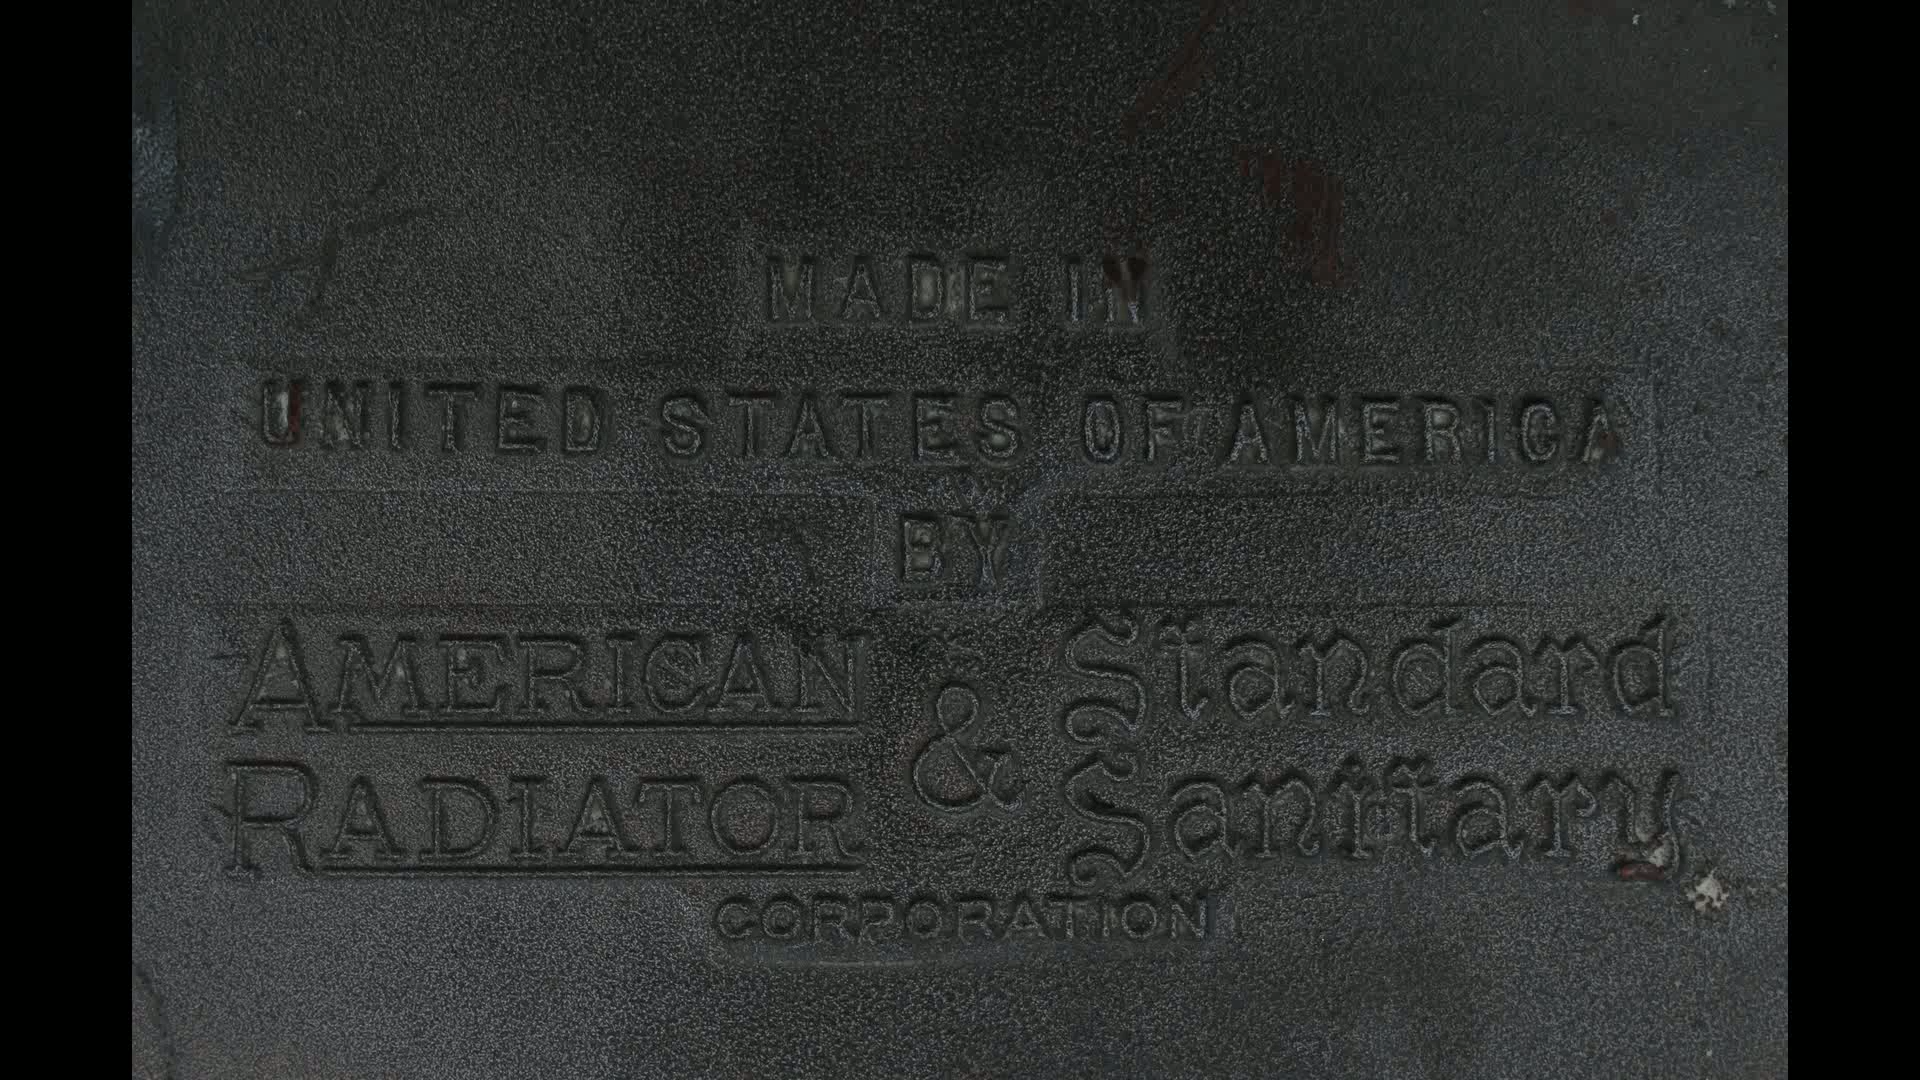 MADE IN
UNITED STATES OF AMERICA
BY
AMERICAN & Standard
RADIATOR Sanitary
CORPORATION